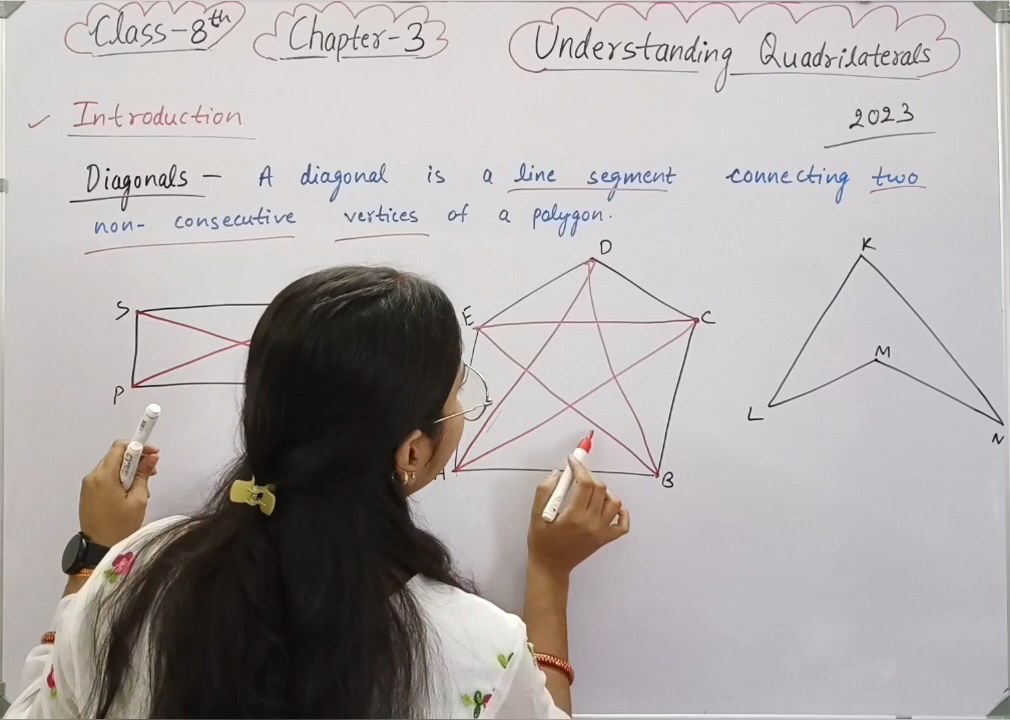 Class-8th Chapter-3 Understanding Quadrilaterals
✓ Introduction
2023
Diagonals - A diagonal is a line segment connecting two
non-consecutive vertices of a polygon.
D
K
S
E
C
M
P
L
N
A
B